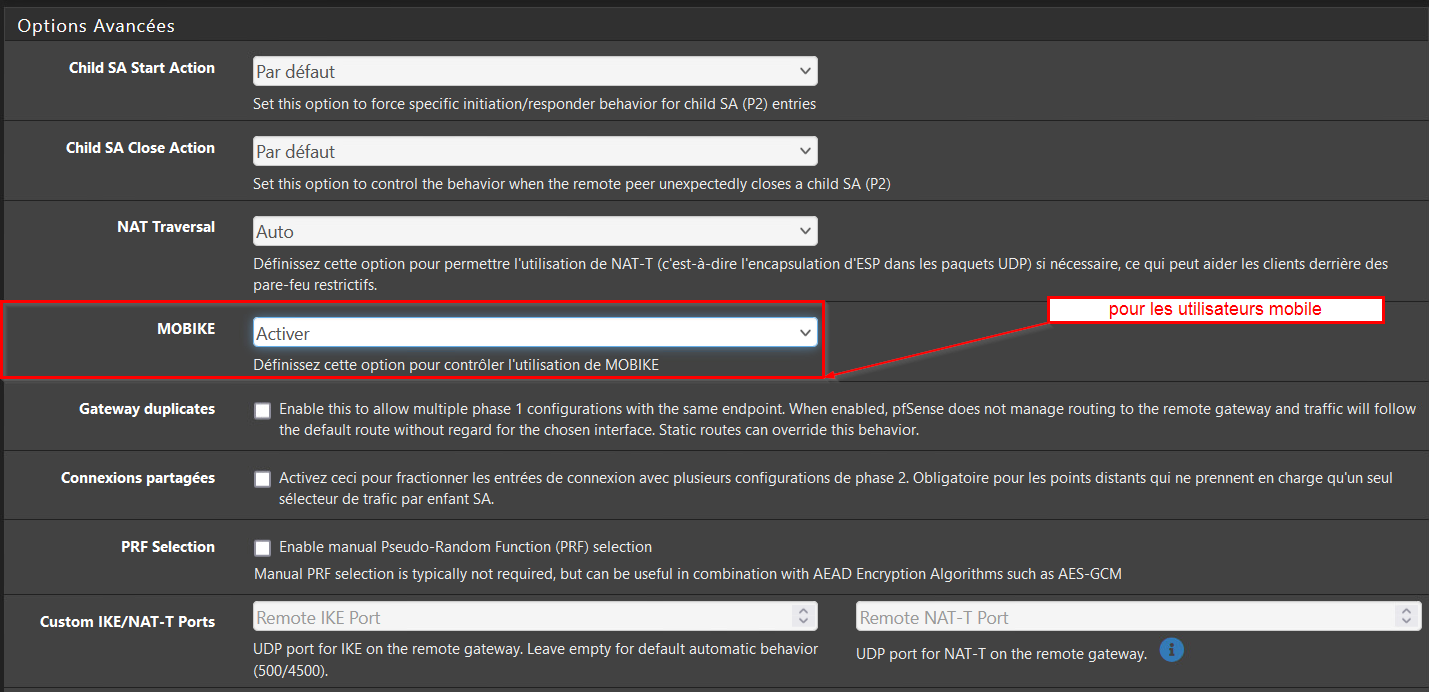 Options Avancées
Child SA Start Action
Par défaut
Set this option to force specific initiation/responder behavior for child SA (P2) entries
Child SA Close Action
Par défaut
Set this option to control the behavior when the remote peer unexpectedly closes a child SA (P2)
NAT Traversal
Auto
Définissez cette option pour permettre l'utilisation de NAT-T (c'est-à-dire l'encapsulation d'ESP dans les paquets UDP) si nécessaire, ce qui peut aider les clients derrière des
pare-feu restrictifs.
pour les utilisateurs mobile
MOBIKE
Activer
Définissez cette option pour contrôler l'utilisation de MOBIKE
Gateway duplicates
Enable this to allow multiple phase 1 configurations with the same endpoint. When enabled, pfSense does not manage routing to the remote gateway and traffic will follow
the default route without regard for the chosen interface. Static routes can override this behavior.
Connexions partagées
Activez ceci pour fractionner les entrées de connexion avec plusieurs configurations de phase 2. Obligatoire pour les points distants qui ne prennent en charge qu'un seul
sélecteur de trafic par enfant SA.
PRF Selection
Enable manual Pseudo-Random Function (PRF) selection
Manual PRF selection is typically not required, but can be useful in combination with AEAD Encryption Algorithms such as AES-GCM
Custom IKE/NAT-T Ports
Remote IKE Port
Remote NAT-T Port
UDP port for IKE on the remote gateway. Leave empty for default automatic behavior
(500/4500).
UDP port for NAT-T on the remote gateway.